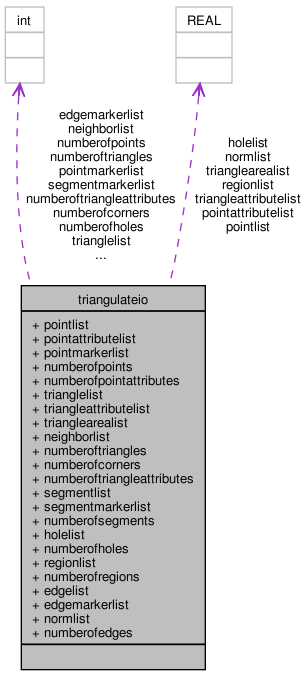 int
REAL
edgemarkerlist
neighborlist
numberofpoints
numberoftriangles
pointmarkerlist
segmentmarkerlist
numberoftriangleattributes
numberofcorners
numberofholes
trianglelist
...
holelist
normlist
trianglearealist
regionlist
triangleattributelist
pointattributelist
pointlist
triangulateio
+ pointlist
+ pointattributelist
+ pointmarkerlist
+ numberofpoints
+ numberofpointattributes
+ trianglelist
+ triangleattributelist
+ trianglearealist
+ neighborlist
+ numberoftriangles
+ numberofcorners
+ numberoftriangleattributes
+ segmentlist
+ segmentmarkerlist
+ numberofsegments
+ holelist
+ numberofholes
+ regionlist
+ numberofregions
+ edgelist
+ edgemarkerlist
+ normlist
+ numberofedges